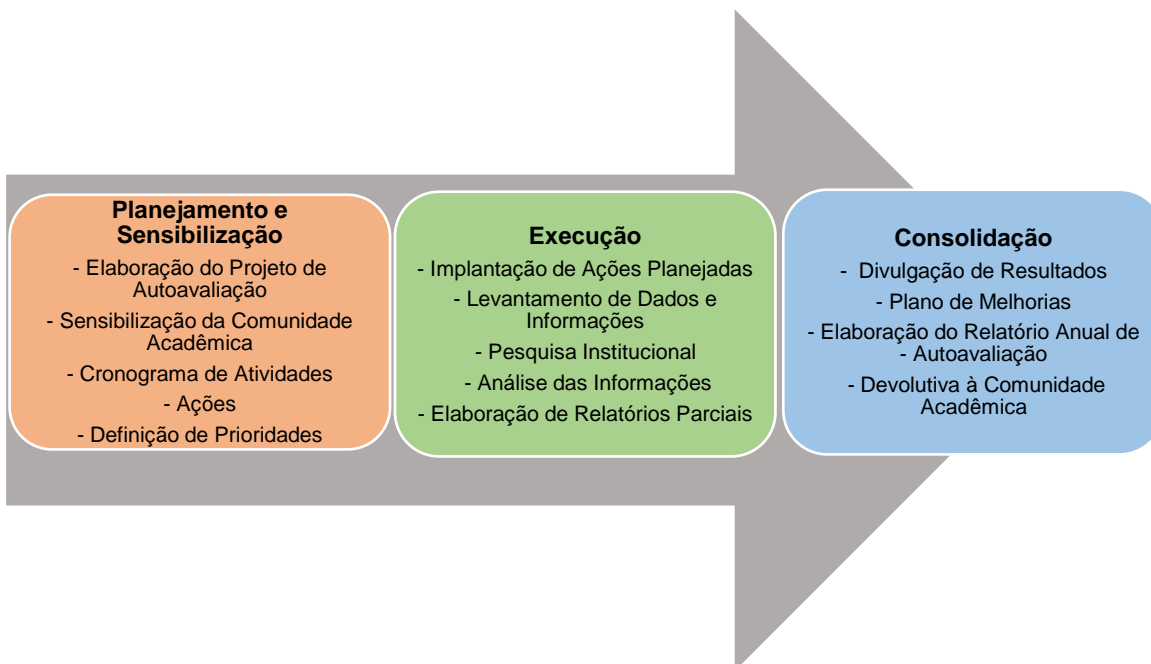 Planejamento e
Sensibilização
- Elaboração do Projeto de
Autoavaliação
- Sensibilização da Comunidade
Acadêmica
- Cronograma de Atividades
- Ações
- Definição de Prioridades
Execução
- Implantação de Ações Planejadas
- Levantamento de Dados e
Informações
- Pesquisa Institucional
- Análise das Informações
- Elaboração de Relatórios Parciais
Consolidação
- Divulgação de Resultados
- Plano de Melhorias
- Elaboração do Relatório Anual de
- Autoavaliação
- Devolutiva à Comunidade
Acadêmica